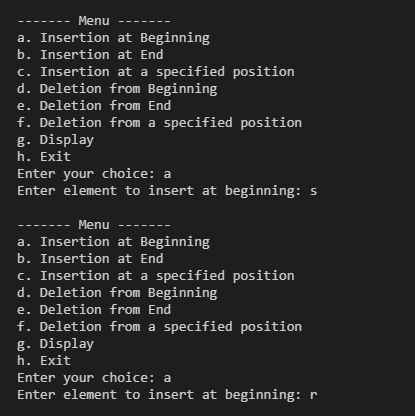 ------- Menu -------
a. Insertion at Beginning
b. Insertion at End
c. Insertion at a specified position
d. Deletion from Beginning
e. Deletion from End
f. Deletion from a specified position
g. Display
h. Exit
Enter your choice: a
Enter element to insert at beginning: s

------- Menu -------
a. Insertion at Beginning
b. Insertion at End
c. Insertion at a specified position
d. Deletion from Beginning
e. Deletion from End
f. Deletion from a specified position
g. Display
h. Exit
Enter your choice: a
Enter element to insert at beginning: r